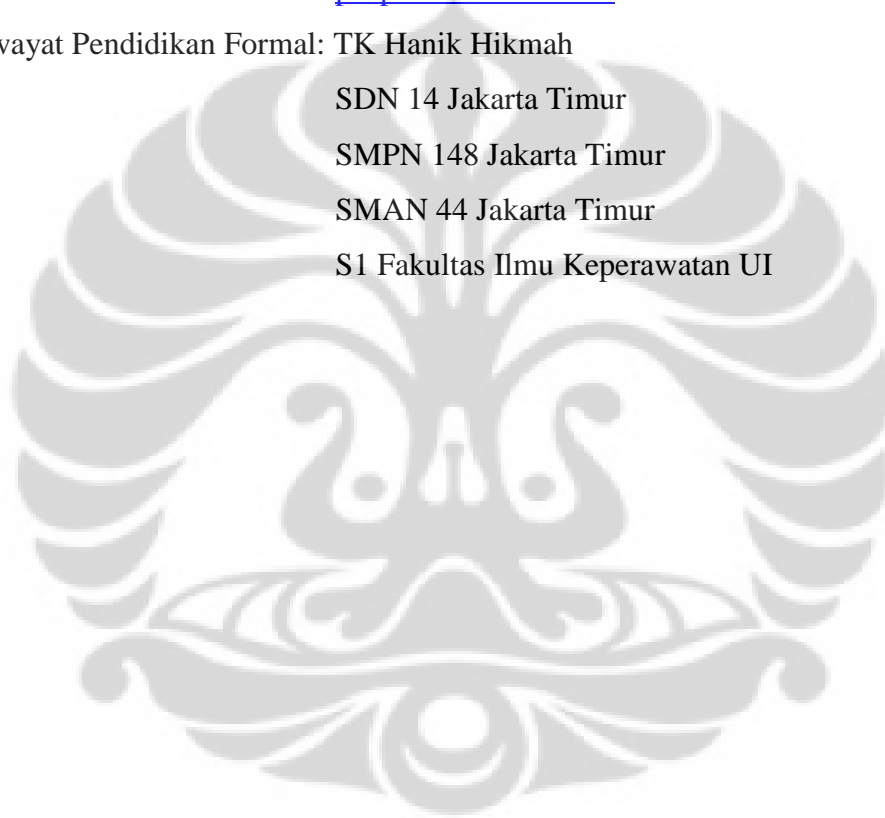 wayat Pendidikan Formal: TK Hanik Hikmah
SDN 14 Jakarta Timur
SMPN 148 Jakarta Timur
SMAN 44 Jakarta Timur
S1 Fakultas Ilmu Keperawatan UI